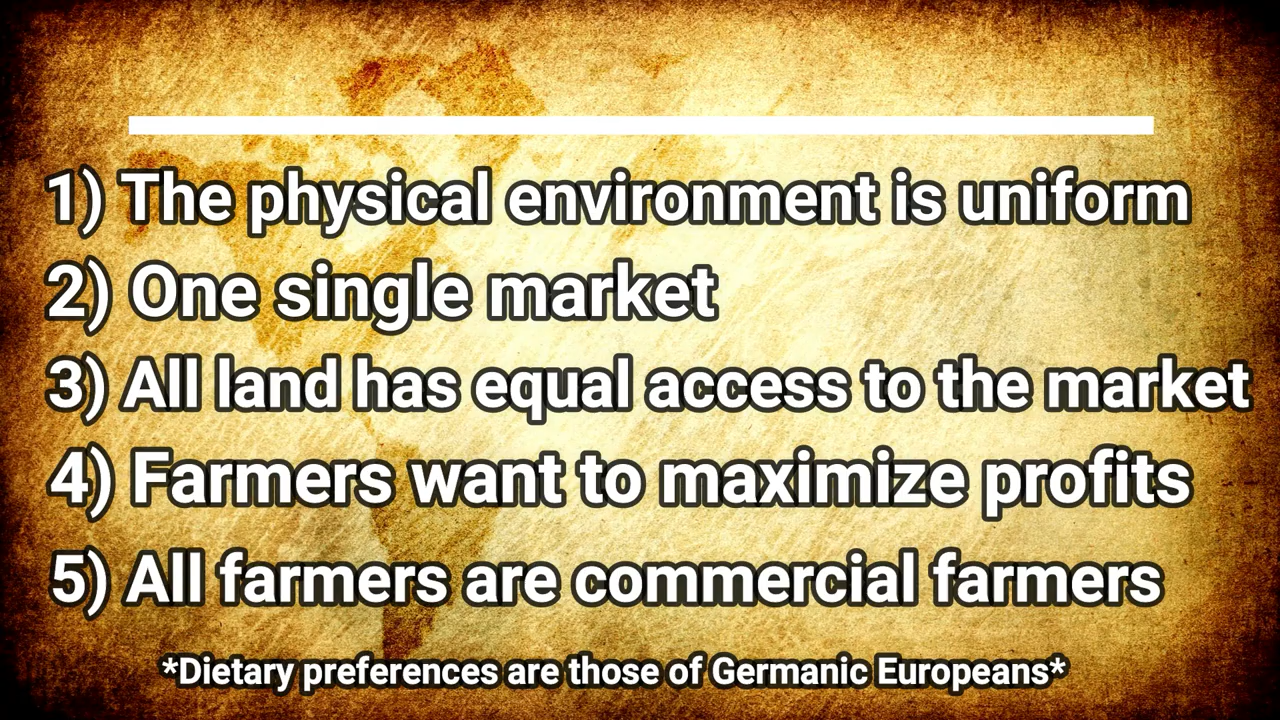 1) The physical environment is uniform
2) One single market
3) All land has equal access to the market
4) Farmers want to maximize profits
5) All farmers are commercial farmers
*Dietary preferences are those of Germanic Europeans*